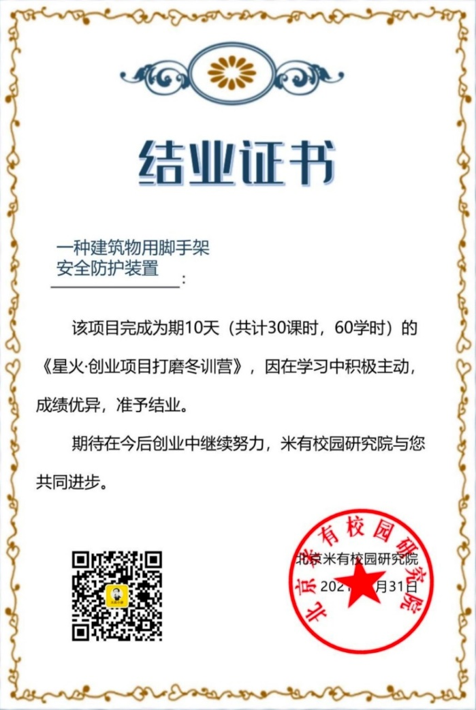 结业证书
一种建筑物用脚手架
安全防护装置
:
该项目完成为期10天（共计30课时，60学时）的
《星火·创业项目打磨冬训营》，因在学习中积极主动，
成绩优异，准予结业。
期待在今后创业中继续努力，米有校园研究院与您
共同进步。
北京米有校园研究院
月31日
北京米有校园研究院